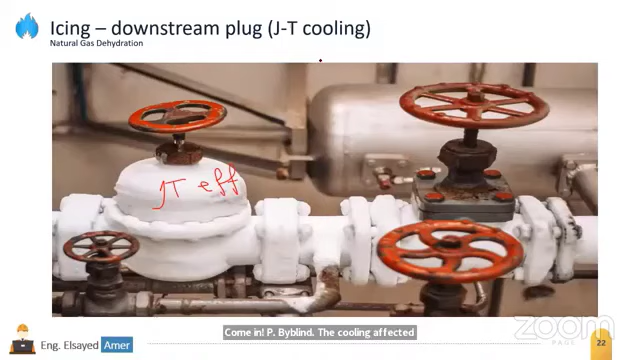 Icing – downstream plug (J-T cooling)
Natural Gas Dehydration
JT eff
Come in! P. Byblind. The cooling affected
Eng. Elsayed Amer
zoom
22